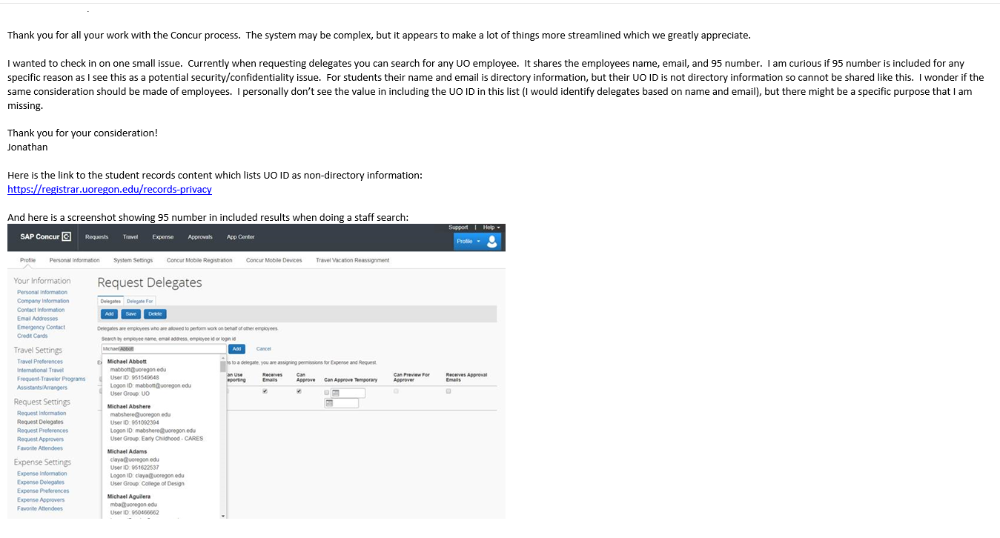 Thank you for all your work with the Concur process.  The system may be complex, but it appears to make a lot of things more streamlined which we greatly appreciate.
I wanted to check in on one small issue.  Currently when requesting delegates you can search for any UO employee.  It shares the employees name, email, and 95 number.  I am curious if 95 number is included for any
specific reason as I see this as a potential security/confidentiality issue.  For students their name and email is directory information, but their UO ID is not directory information so cannot be shared like this.  I wonder if the
same consideration should be made of employees.  I personally don't see the value in including the UO ID in this list (I would identify delegates based on name and email), but there might be a specific purpose that I am
missing.
Thank you for your consideration!
Jonathan
Here is the link to the student records content which lists UO ID as non-directory information:
https://registrar.uoregon.edu/records-privacy
And here is a screenshot showing 95 number in included results when doing a staff search:
Support | Help
SAP Concur C Requests Travel Expense Approvals App Center
Profile
Profile Personal Information System Settings Concur Mobile Registration Concur Mobile Devices Travel Vacation Reassignment
Your Information
Personal Information
Company Information
Contact Information
Email Addresses
Emergency Contact
Credit Cards
Travel Settings
Travel Preferences
International Travel
Frequent-Traveler Programs
Assistants/Arrangers
Request Settings
Request Information
Request Delegates
Request Preferences
Request Approvers
Favorite Attendees
Expense Settings
Expense Information
Expense Delegates
Expense Preferences
Expense Approvers
Favorite Attendees
Request Delegates
Delegates Delegate For
Add Save Delete
Delegates are employees who are allowed to perform work on behalf of other employees.
Search by employee name, email address, employee id or login id
Michael Abbott Add Cancel
to a delegate, you are assigning permissions for Expense and Request.
Receives Emails
Can Approve
Can Approve Temporary
Can Preview For Approver
Receives Approval Emails
Michael Abbott
mabbott@uoregon.edu
User ID: 951549648
Logon ID: mabbott@uoregon.edu
User Group: UO
Michael Abshere
mabshere@uoregon.edu
User ID: 951092394
Logon ID: mabshere@uoregon.edu
User Group: Early Childhood - CARES
Michael Adams
claya@uoregon.edu
User ID: 951622537
Logon ID: claya@uoregon.edu
User Group: College of Design
Michael Aguilera
mba@uoregon.edu
User ID: 950466662